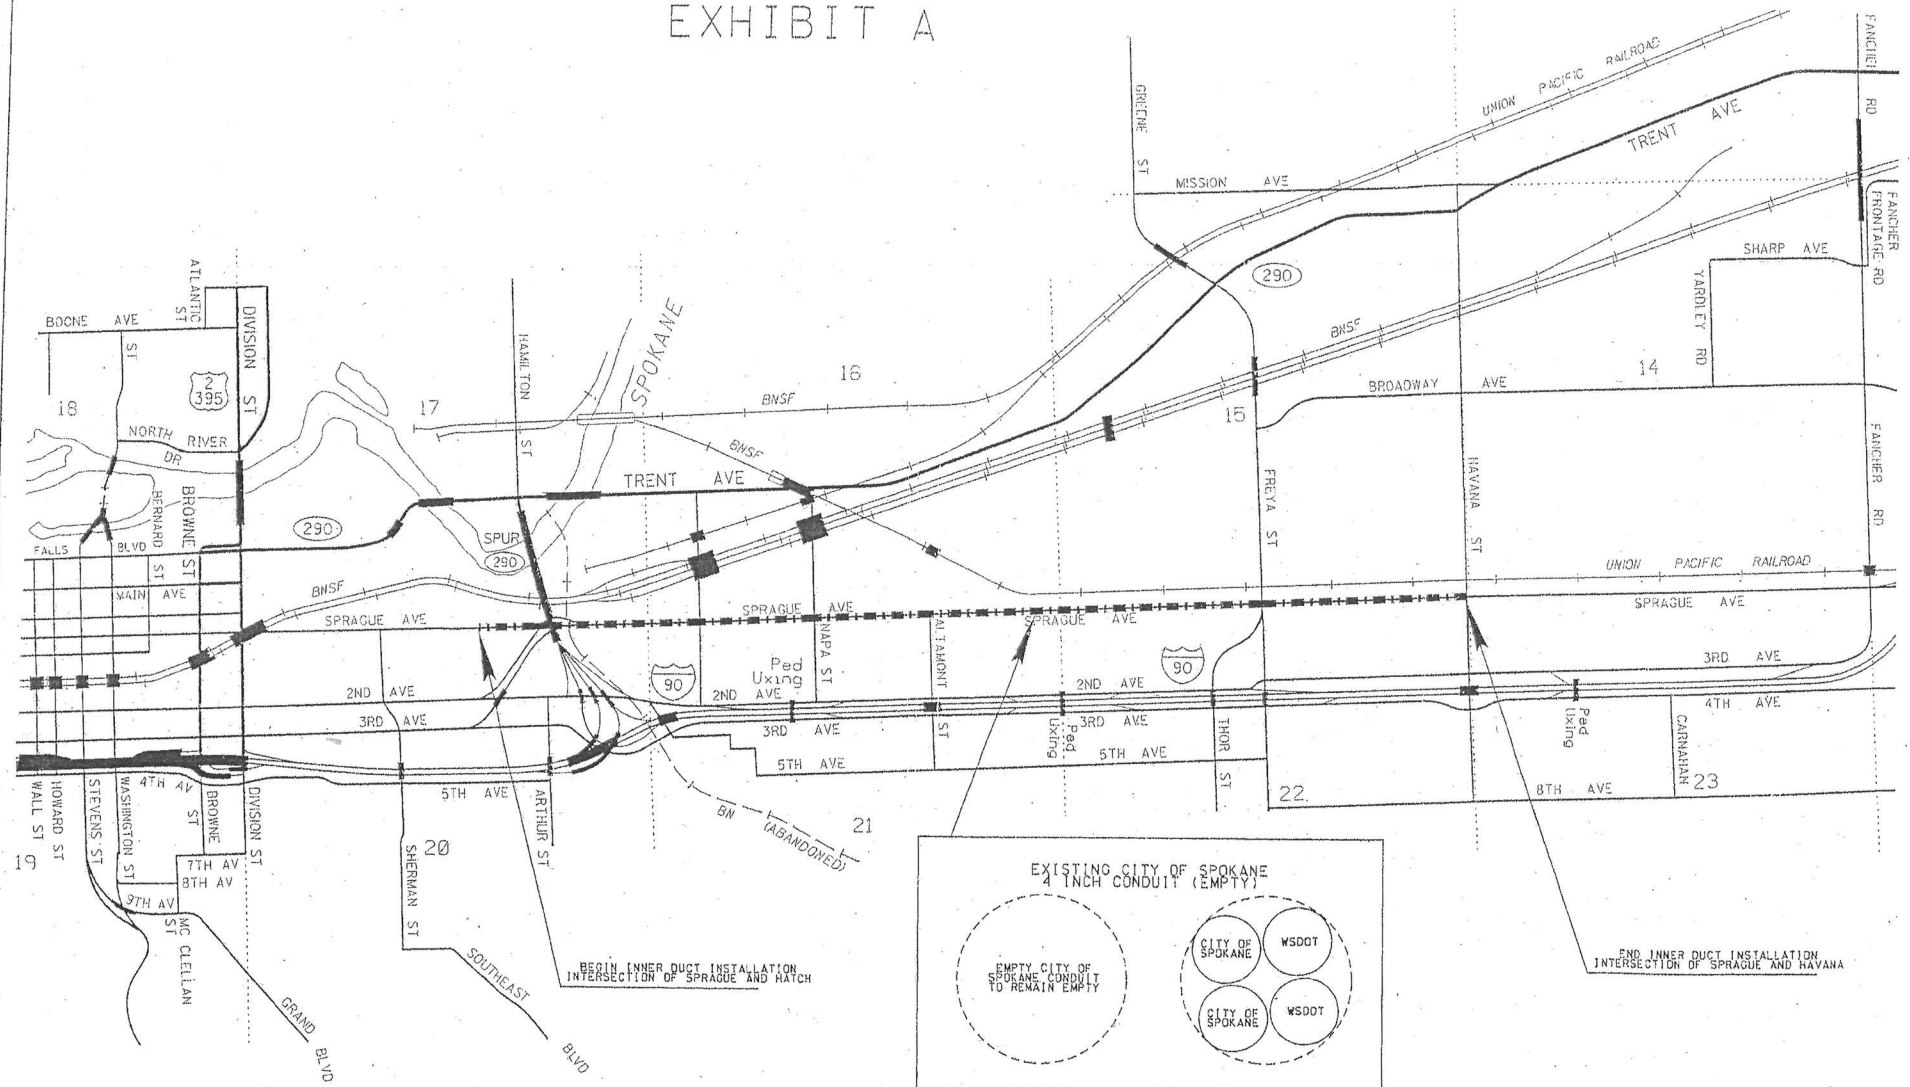 EXHIBIT A
FANCHER RD
UNION PACIFIC RAILROAD
TRENT AVE
GREENE ST
MISSION AVE
FANCHER FRONTAGE RD
SHARP AVE
YARDLEY RD
290
ATLANTIC ST
DIVISION ST
BOONE AVE
ST
2
395
HAMILTON ST
SPOKANE
BNSF
18
17
16
BNSF
BNSF
15
14
BROADWAY AVE
NORTH RIVER DR
BERNARD ST
BROWNE ST
TRENT AVE
FREYA ST
HAVANA ST
FANCHER RD
290
SPUR
290
FALLS BLVD
MAIN AVE
BNSF
UNION PACIFIC RAILROAD
SPRAGUE AVE
SPRAGUE AVE
SPRAGUE AVE
SPRAGUE AVE
NAPA ST
ALTAMONT ST
Ped
Uxing
90
90
2ND AVE
2ND AVE
2ND AVE
3RD AVE
3RD AVE
3RD AVE
3RD AVE
4TH AVE
Ped
Uxing
Ped
Uxing
THOR ST
CARNAHAN
5TH AVE
5TH AVE
5TH AVE
8TH AVE
WALL ST
HOWARD ST
STEVENS ST
WASHINGTON ST
4TH AV
BROWNE ST
DIVISION ST
ARTHUR ST
SHERMAN ST
BN (ABANDONED)
19
20
21
22
23
7TH AV
8TH AV
9TH AV
MC CLELLAN ST
GRAND BLVD
SOUTHEAST BLVD
BEGIN INNER DUCT INSTALLATION
INTERSECTION OF SPRAGUE AND HATCH
EXISTING CITY OF SPOKANE
4 INCH CONDUIT (EMPTY)
EMPTY CITY OF
SPOKANE CONDUIT
TO REMAIN EMPTY
CITY OF
SPOKANE
WSDOT
CITY OF
SPOKANE
WSDOT
END INNER DUCT INSTALLATION
INTERSECTION OF SPRAGUE AND HAVANA